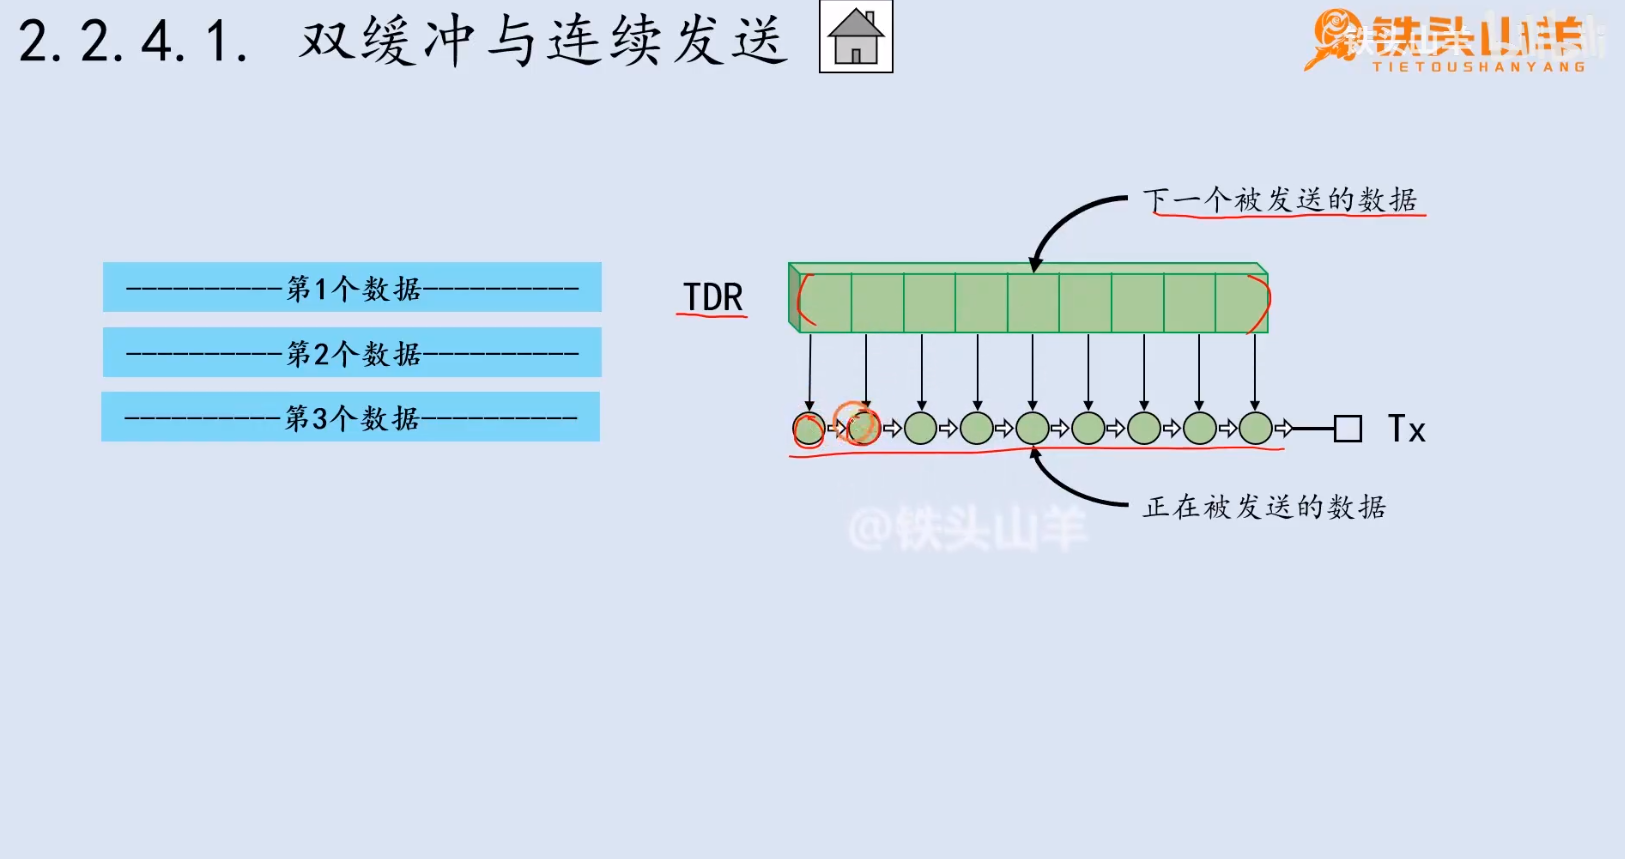 2.2.4.1. 双缓冲与连续发送
铁头山羊
TIETOUSHANYANG
下一个被发送的数据
----------第1个数据----------
TDR
----------第2个数据----------
----------第3个数据----------
Tx
正在被发送的数据
@铁头山羊